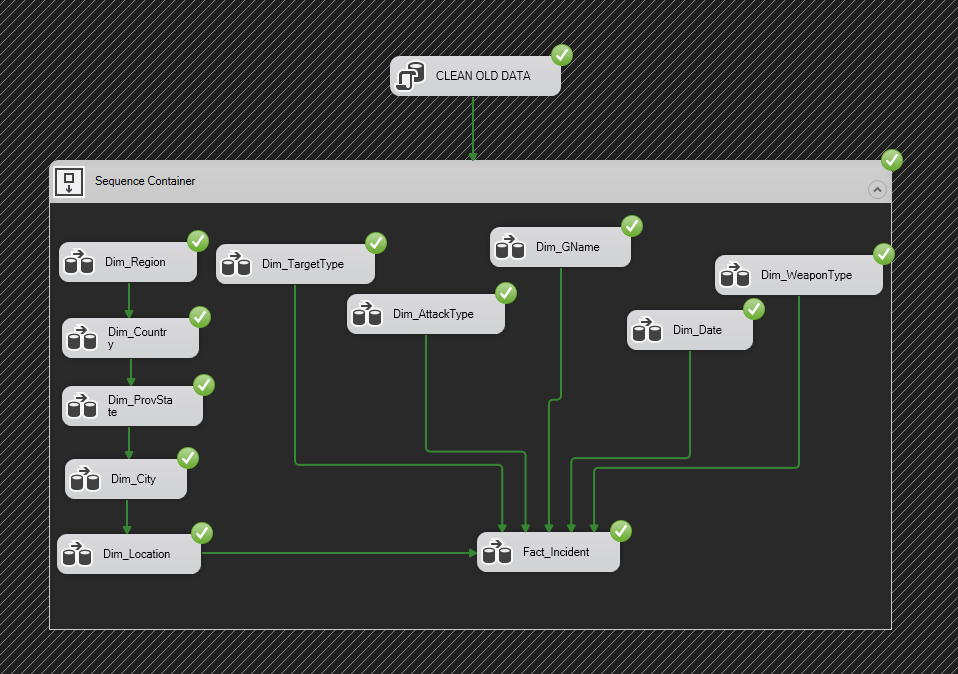 CLEAN OLD DATA
Sequence Container
Dim_Region
Dim_TargetType
Dim_GName
Dim_WeaponType
Dim_AttackType
Dim_Date
Dim_Countr
y
Dim_ProvSta
te
Dim_City
Dim_Location
Fact_Incident